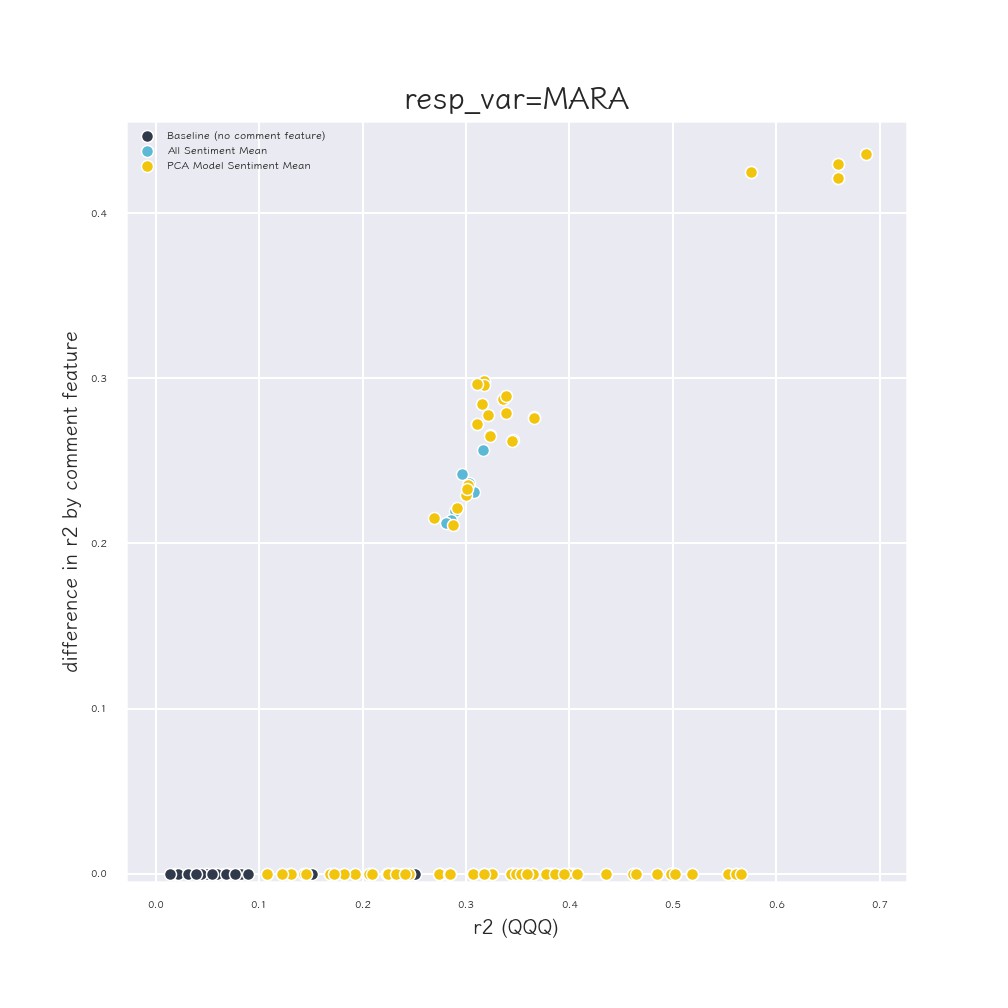 resp_var=MARA
Baseline (no comment feature)
All Sentiment Mean
PCA Model Sentiment Mean
difference in r2 by comment feature
0.4
0.3
0.2
0.1
0.0
0.0 0.1 0.2 0.3 0.4 0.5 0.6 0.7
r2 (QQQ)